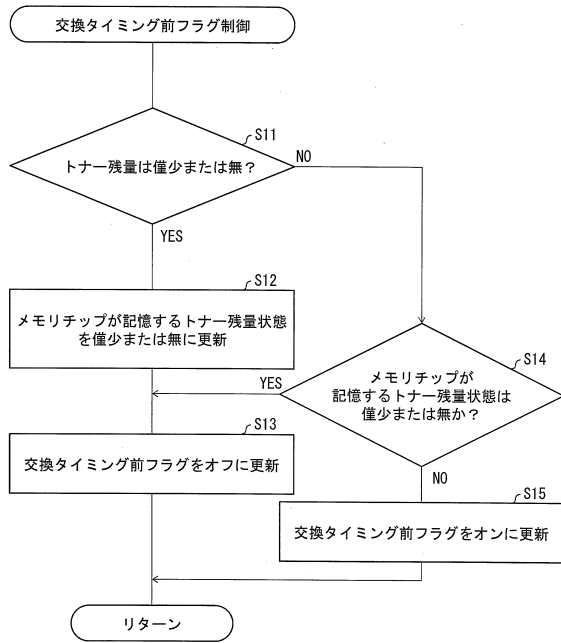 交換タイミング前フラグ制御
S11
トナー残量は僅少または無？
NO
YES
S12
メモリチップが記憶するトナー残量状態
を僅少または無に更新
S14
メモリチップが
記憶するトナー残量状態は
僅少または無か？
YES
S13
交換タイミング前フラグをオフに更新
NO
S15
交換タイミング前フラグをオンに更新
リターン